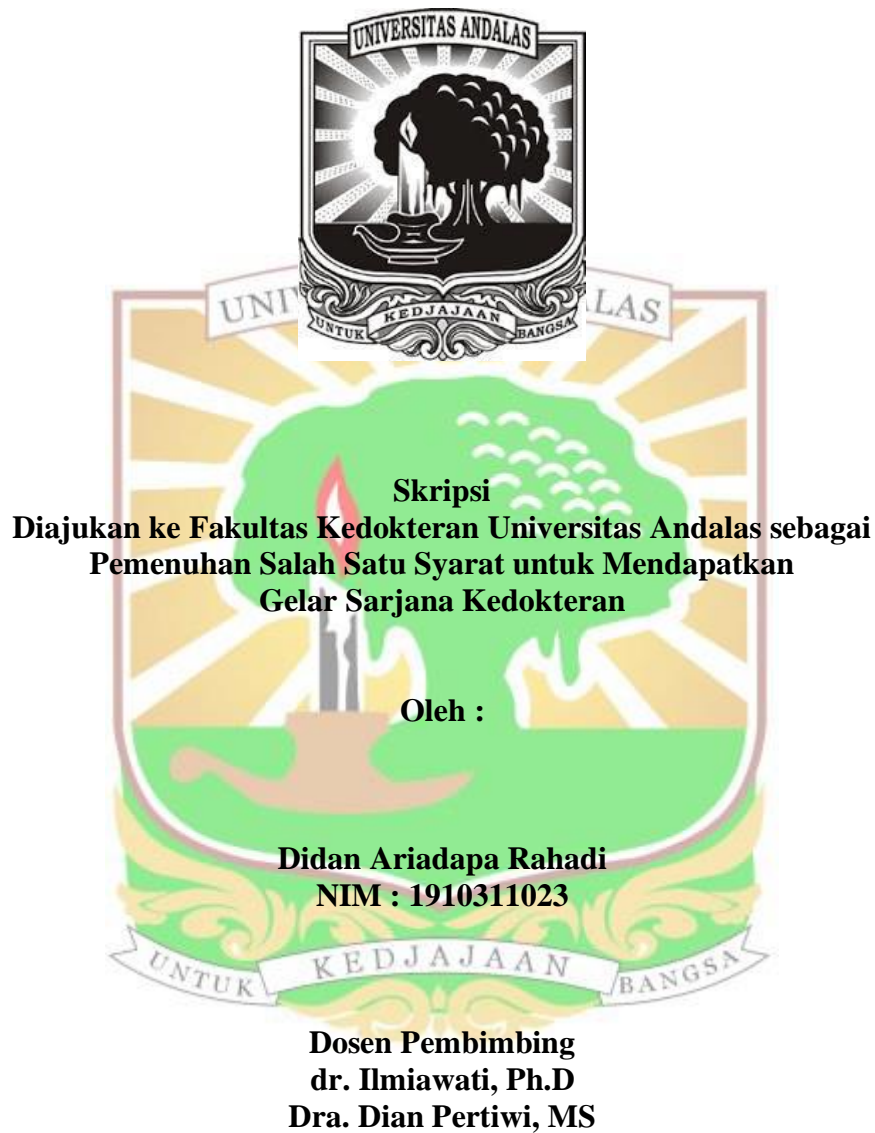 UNIVERSITAS ANDALAS
UNTUK KEDJAJAAN BANGSA
UNI LAS
Skripsi
Diajukan ke Fakultas Kedokteran Universitas Andalas sebagai
Pemenuhan Salah Satu Syarat untuk Mendapatkan
Gelar Sarjana Kedokteran
Oleh :
Didan Ariadapa Rahadi
NIM : 1910311023
UNTUK KEDJAJAAN BANGSA
Dosen Pembimbing
dr. Ilmiawati, Ph.D
Dra. Dian Pertiwi, MS